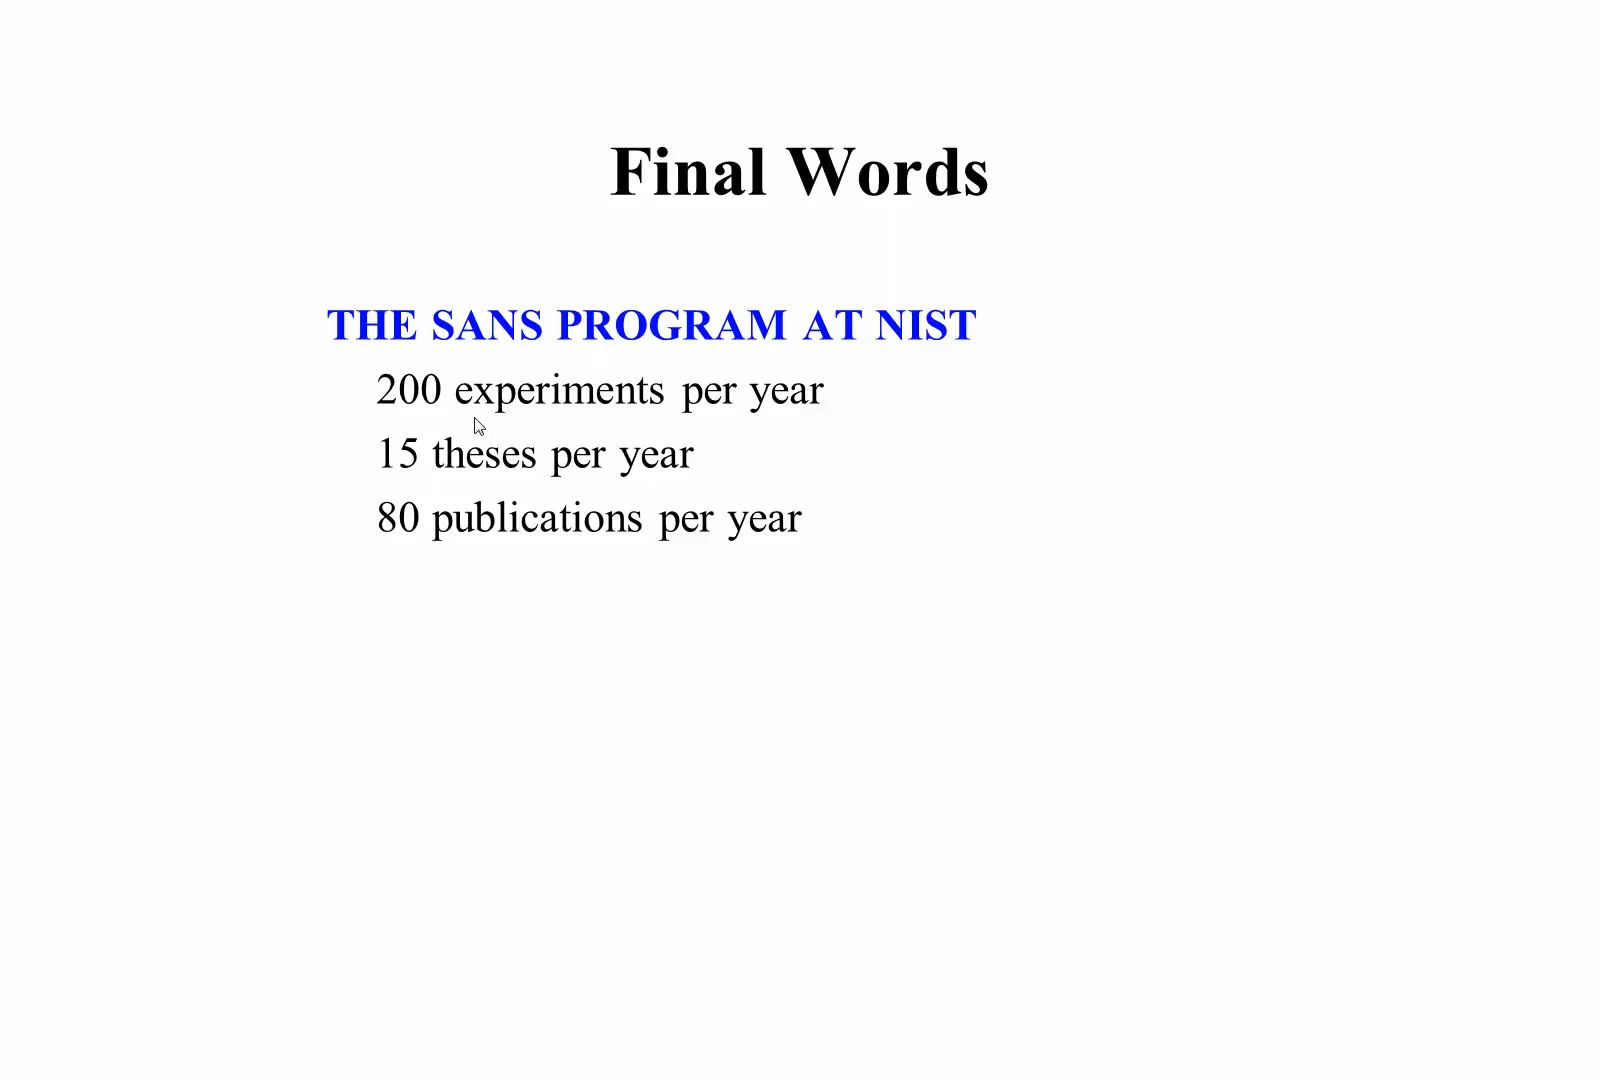 Final Words
THE SANS PROGRAM AT NIST
200 experiments per year
15 theses per year
80 publications per year